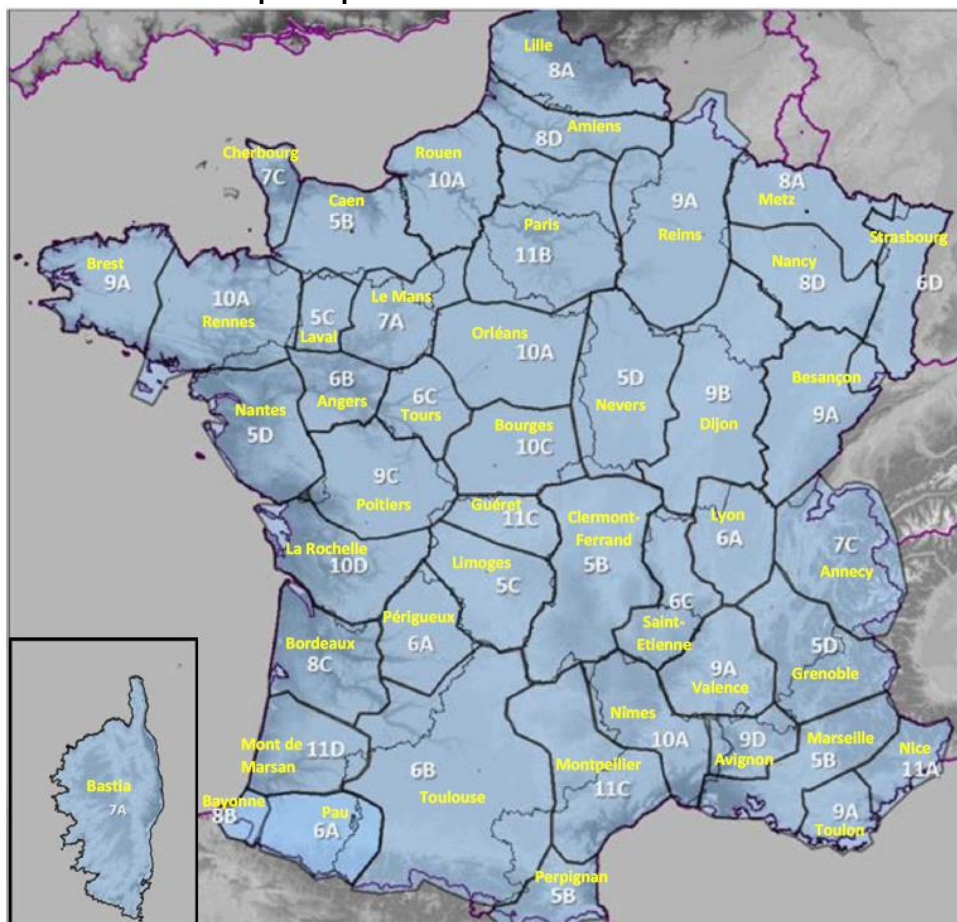 Lille
8A
Amiens
8D
Cherbourg
7C
Rouen
10A
Caen
5B
Paris
11B
9A
Reims
8A
Metz
Nancy
8D
Strasbourg
6D
Brest
9A
10A
Rennes
5C
Laval
Le Mans
7A
Orléans
10A
5D
Nevers
9B
Dijon
Besançon
9A
Nantes
5D
6B
Angers
6C
Tours
Bourges
10C
9C
Poitiers
Guéret
11C
Clermont-
Ferrand
5B
Lyon
6A
7C
Annecy
La Rochelle
10D
Limoges
5C
6C
Saint-
Etienne
Périgueux
6A
Bordeaux
8C
5D
Grenoble
9A
Valence
Nîmes
10A
9D
Avignon
Marseille
5B
Nice
11A
9A
Toulon
Mont de
Marsan
11D
6B
Toulouse
Montpellier
11C
Bayonne
8B
Pau
6A
Perpignan
5B
Bastia
7A